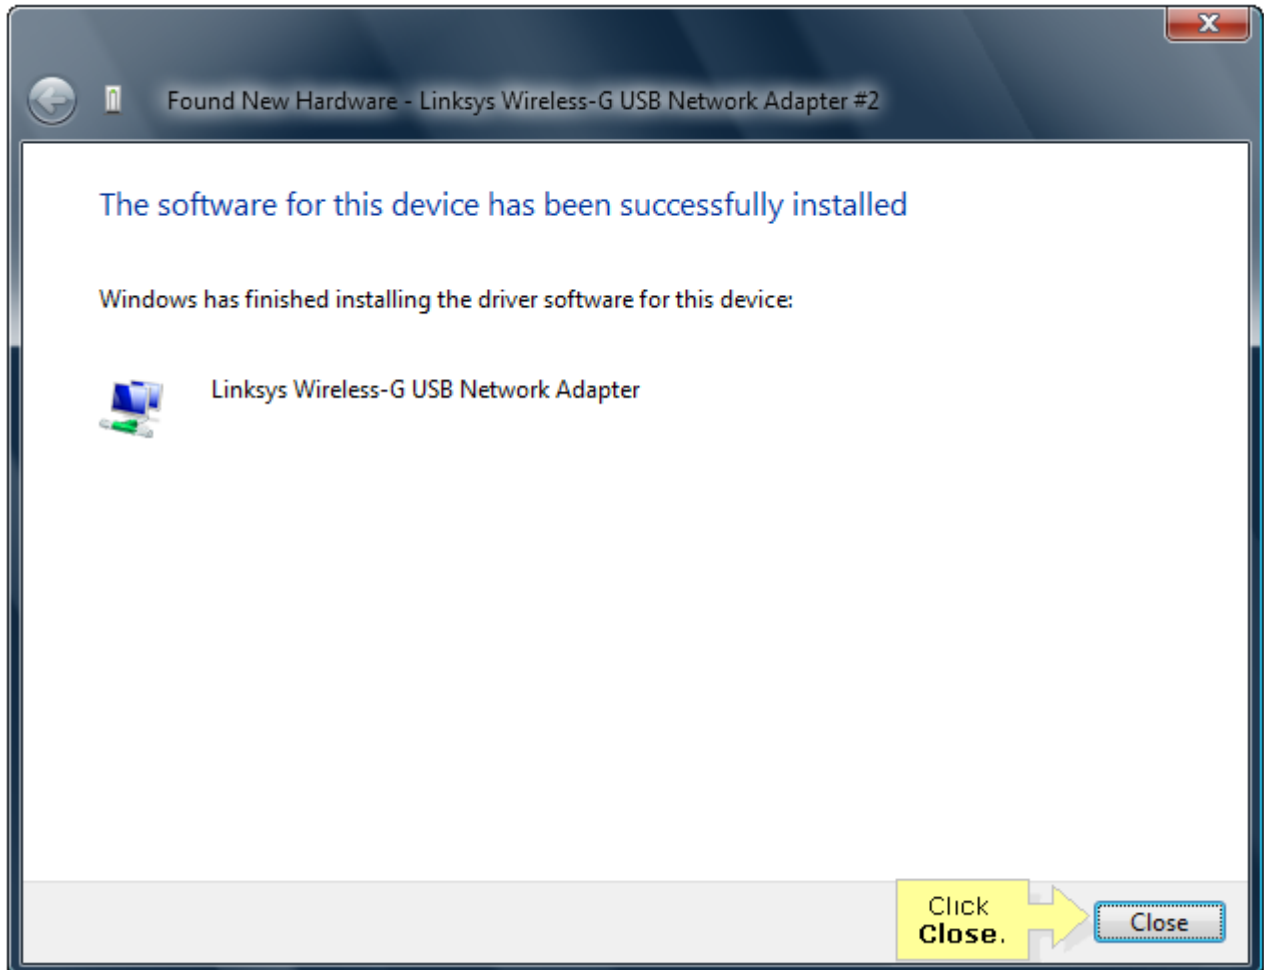 Found New Hardware - Linksys Wireless-G USB Network Adapter #2
The software for this device has been successfully installed
Windows has finished installing the driver software for this device:
Linksys Wireless-G USB Network Adapter
Click
Close.
Close